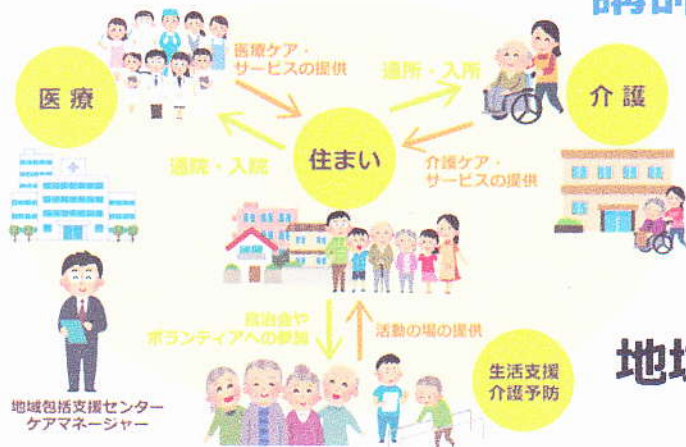 講師
医療ケア・
サービスの提供
通所・入所
医療
介護
住まい
通院・入院
介護ケア・
サービスの提供
自治会や
ボランティアへの参加
活動の場の提供
生活支援
介護予防
地域包括支援センター
ケアマネージャー
地域